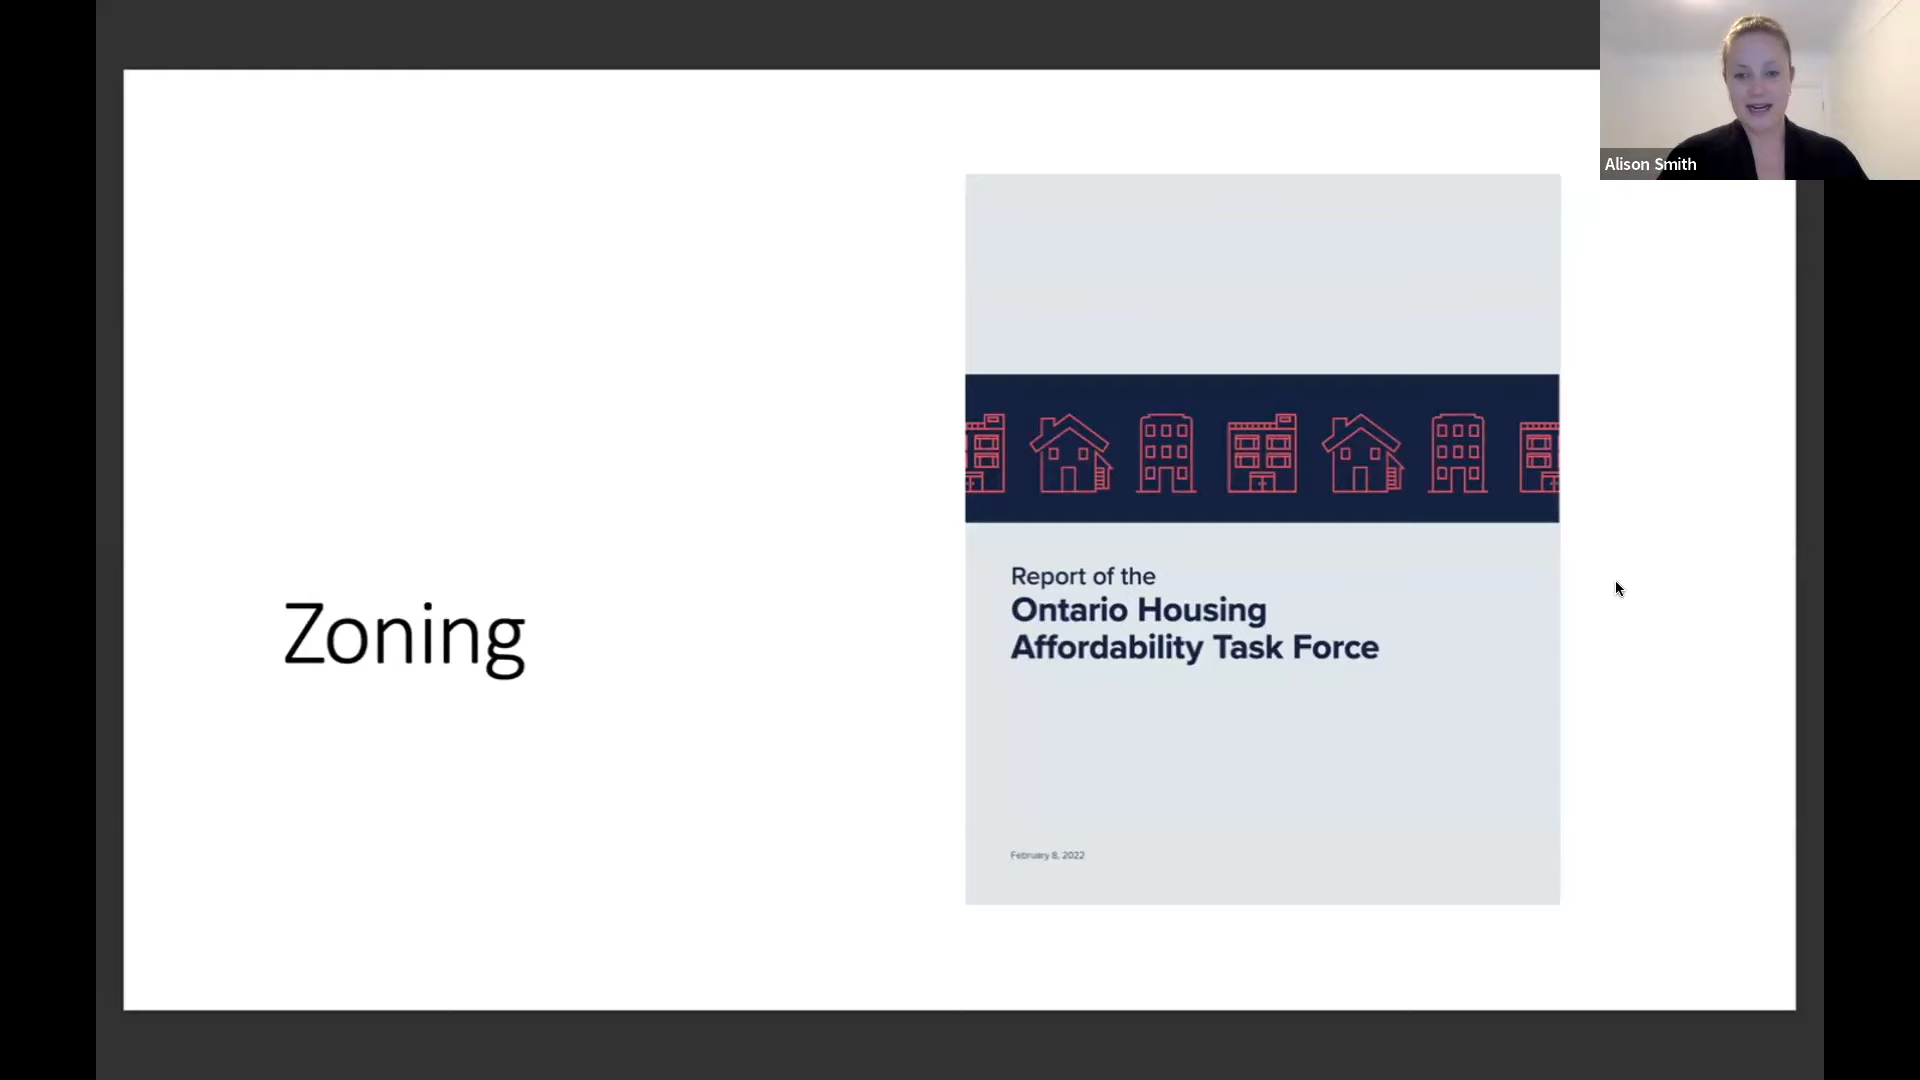 Alison Smith
Zoning
Report of the
Ontario Housing
Affordability Task Force
February 8, 2022